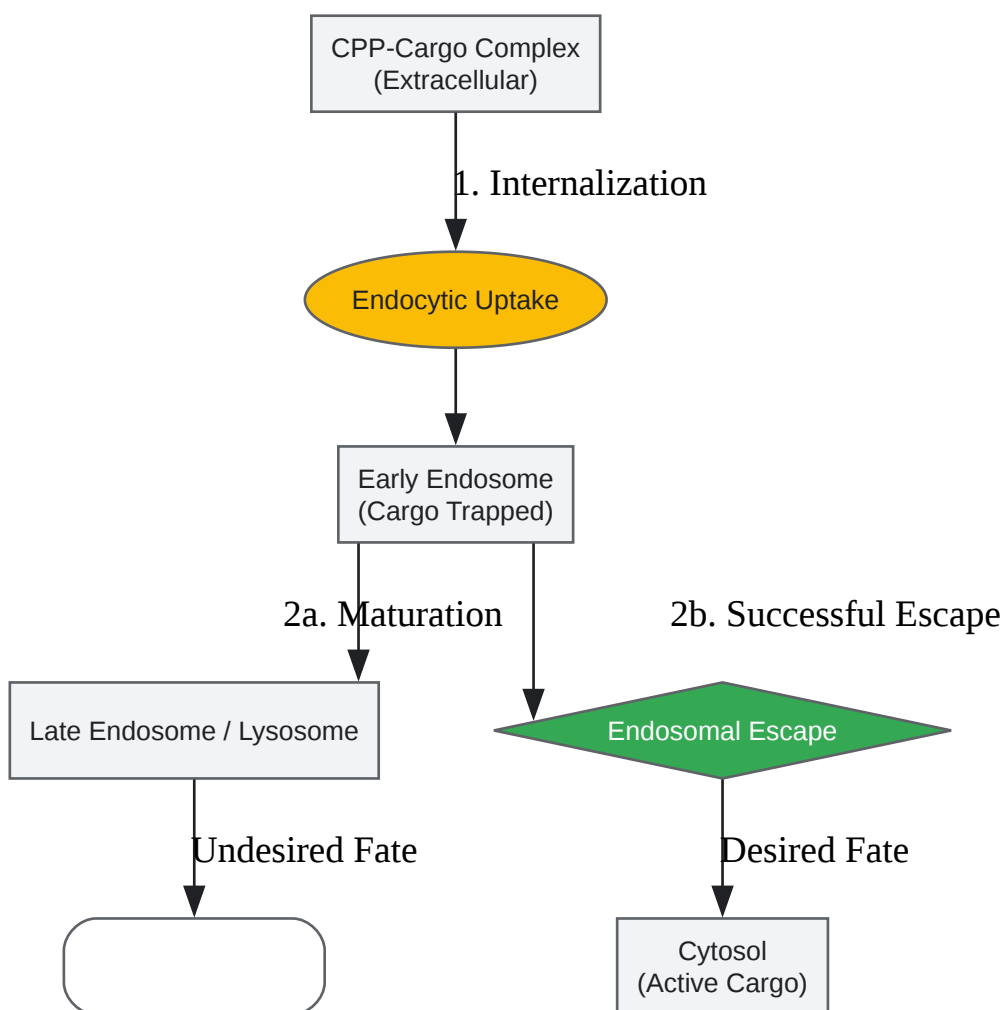 CPP-Cargo Complex
(Extracellular)
1. Internalization
Endocytic Uptake
Early Endosome
(Cargo Trapped)
2a. Maturation
2b. Successful Escape
Late Endosome / Lysosome
Endosomal Escape
Undesired Fate
Desired Fate
Cytosol
(Active Cargo)